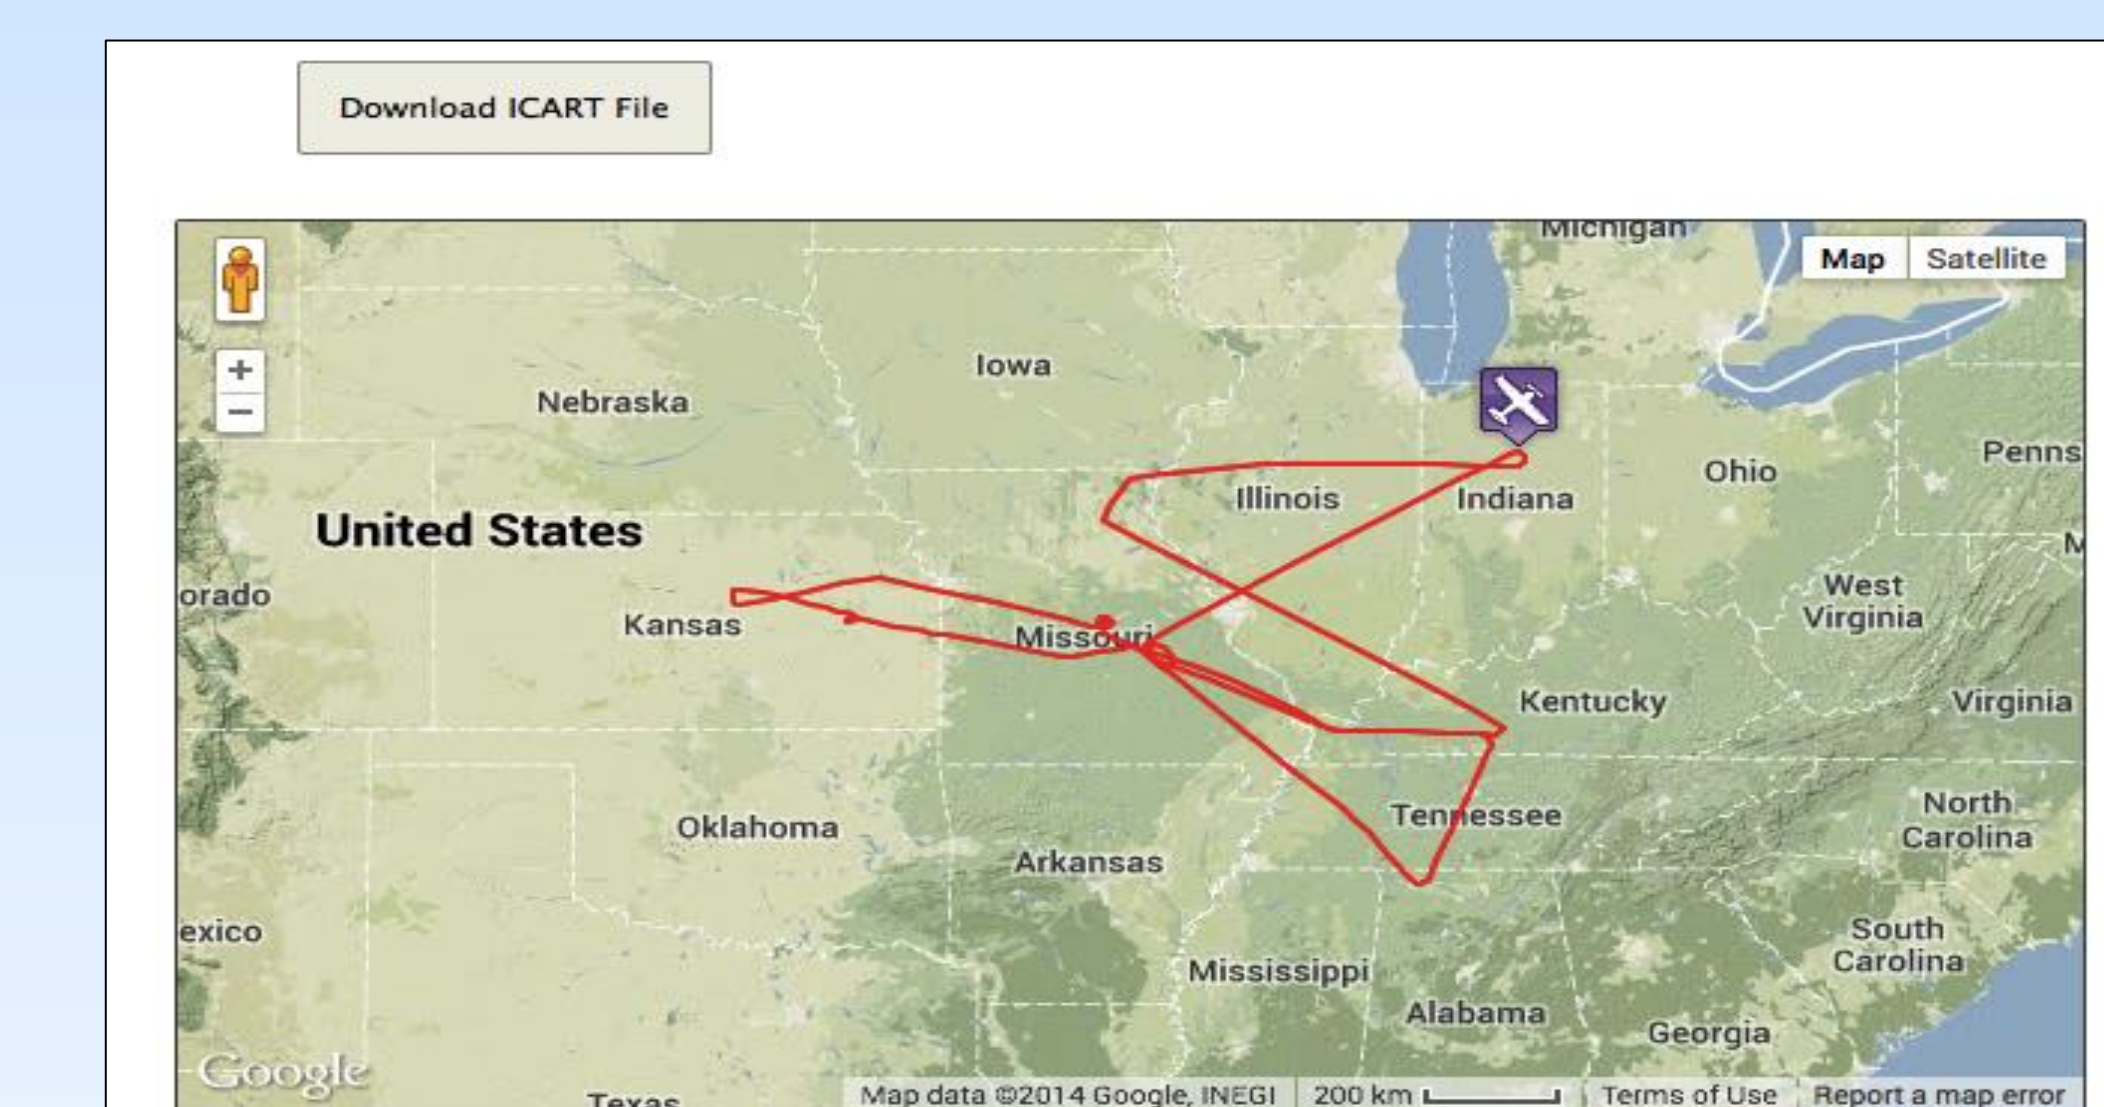 Download ICART File
Michigan
Map
Satellite
+
Iowa
−
Nebraska
Penns
Ohio
Illinois
Indiana
United States
M
orado
West
Virginia
Kansas
Missouri
Kentucky
Virginia
Tennessee
North
Carolina
Oklahoma
Arkansas
exico
South
Carolina
Mississippi
Alabama
Georgia
Google
Texas
Map data ©2014 Google, INEGI
200 km
Terms of Use
Report a map error